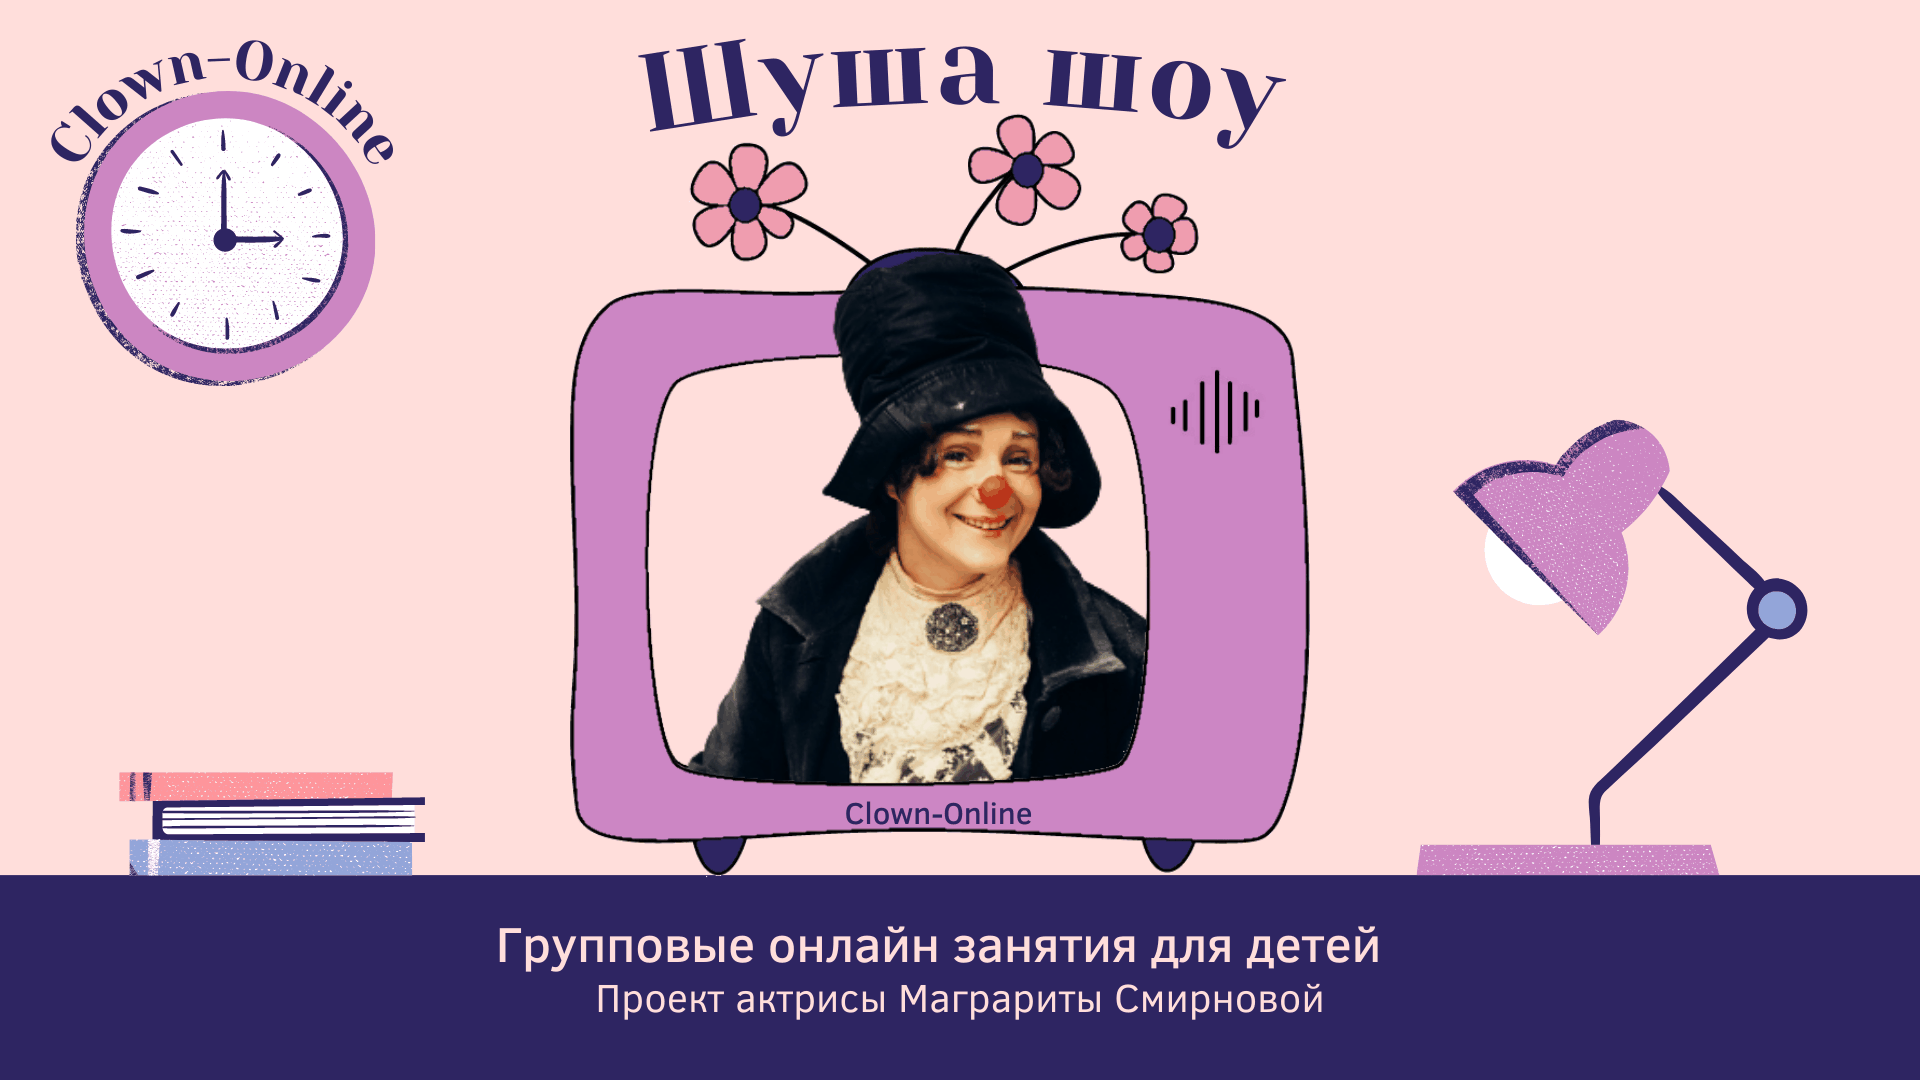 Clown-Online
Шуша шоу
Clown-Online
Групповые онлайн занятия для детей
Проект актрисы Маграриты Смирновой